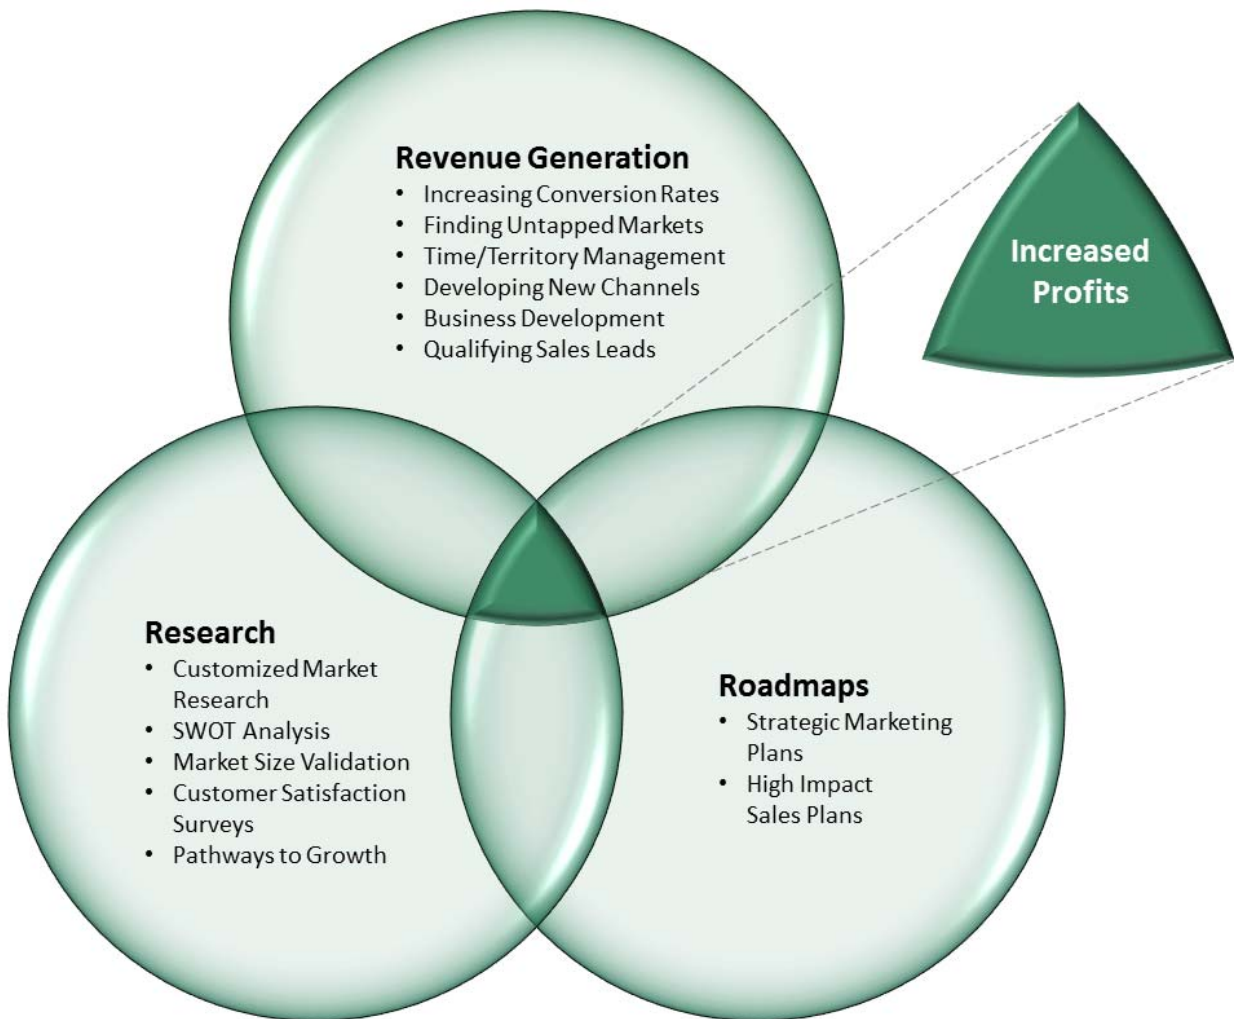 Revenue Generation
• Increasing Conversion Rates
• Finding Untapped Markets
• Time/Territory Management
• Developing New Channels
• Business Development
• Qualifying Sales Leads
Increased
Profits
Research
• Customized Market
Research
• SWOT Analysis
• Market Size Validation
• Customer Satisfaction
Surveys
• Pathways to Growth
Roadmaps
• Strategic Marketing
Plans
• High Impact
Sales Plans